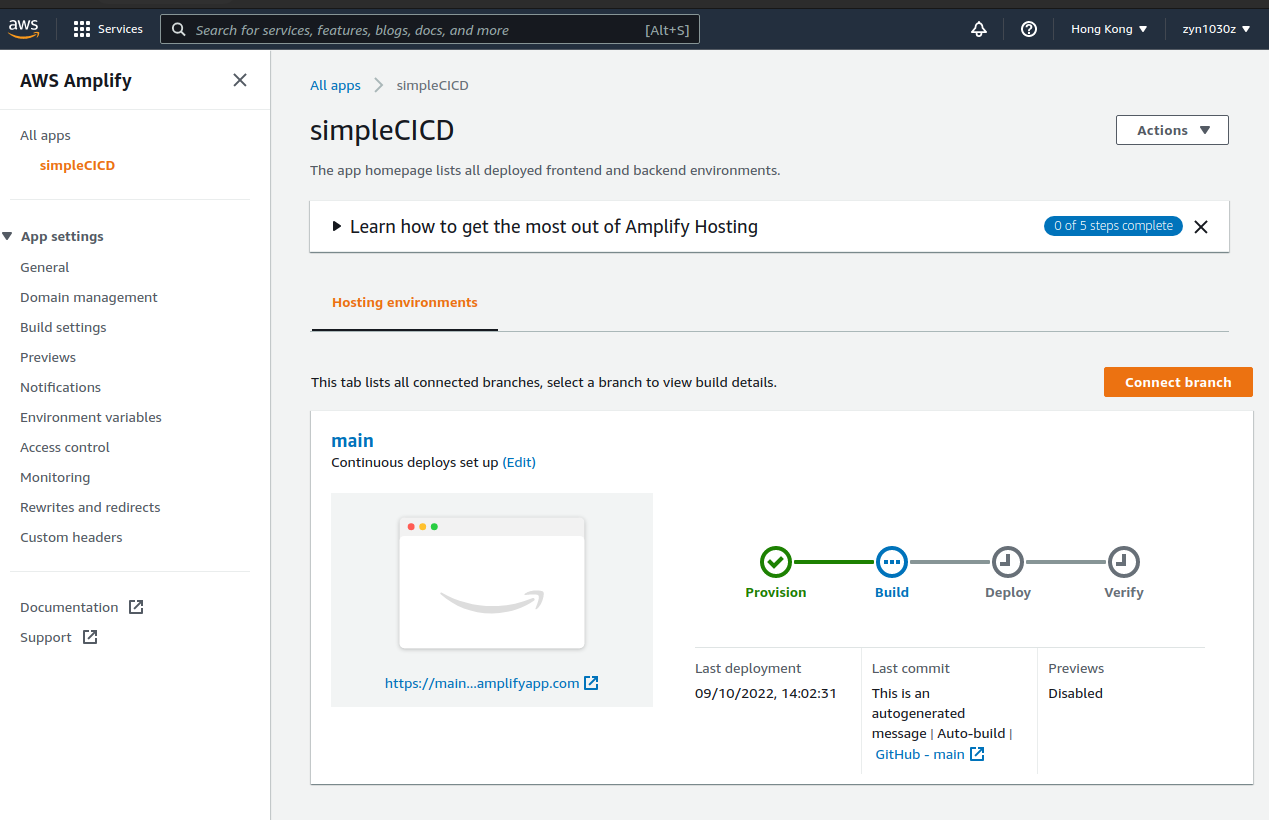 aws Services Search for services, features, blogs, docs, and more [Alt+S] Hong Kong zyn1030z
AWS Amplify
All apps
simpleCICD
App settings
General
Domain management
Build settings
Previews
Notifications
Environment variables
Access control
Monitoring
Rewrites and redirects
Custom headers
Documentation
Support
All apps simpleCICD
simpleCICD
Actions
The app homepage lists all deployed frontend and backend environments.
Learn how to get the most out of Amplify Hosting 0 of 5 steps complete
Hosting environments
This tab lists all connected branches, select a branch to view build details.
Connect branch
main
Continuous deploys set up (Edit)
https://main...amplifyapp.com
Provision Build Deploy Verify
Last deployment
09/10/2022, 14:02:31
Last commit
This is an
autogenerated
message | Auto-build |
GitHub - main
Previews
Disabled